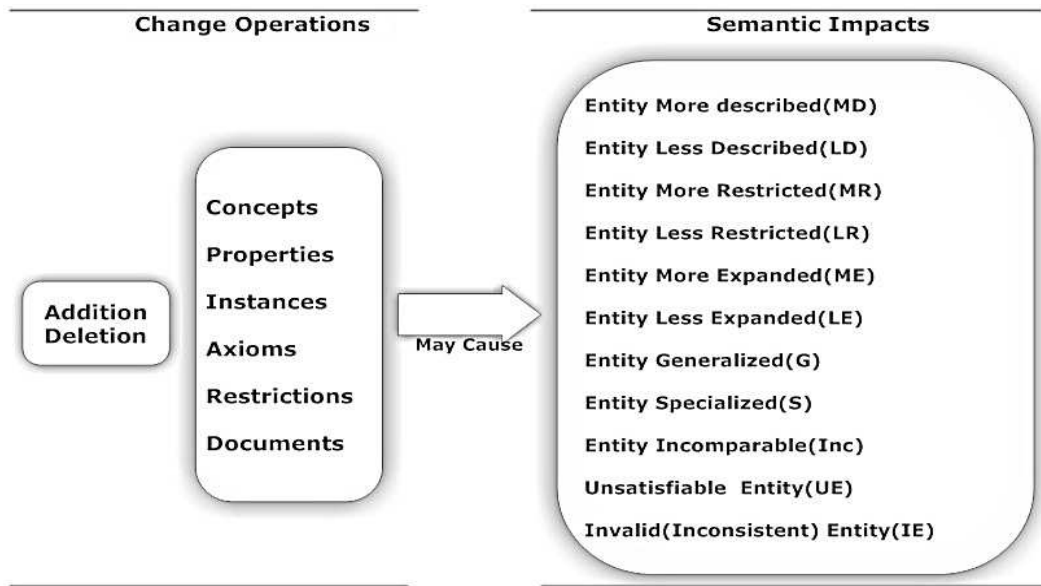 Change Operations
Semantic Impacts
Addition
Deletion
Concepts
Properties
Instances
Axioms
Restrictions
Documents
May Cause
Entity More described(MD)
Entity Less Described(LD)
Entity More Restricted(MR)
Entity Less Restricted(LR)
Entity More Expanded(ME)
Entity Less Expanded(LE)
Entity Generalized(G)
Entity Specialized(S)
Entity Incomparable(Inc)
Unsatisfiable Entity(UE)
Invalid(Inconsistent) Entity(IE)